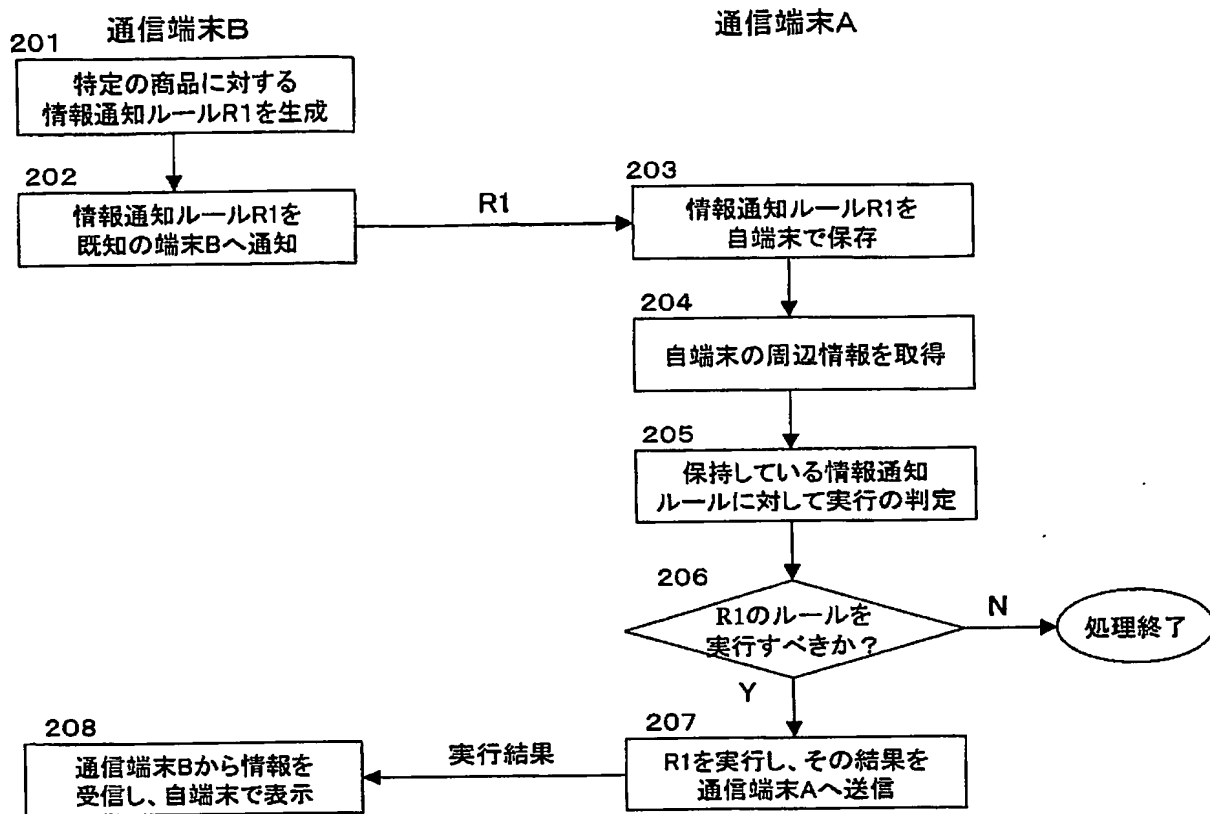 通信端末B
通信端末A
201
特定の商品に対する
情報通知ルールR1を生成
202
情報通知ルールR1を
既知の端末Bへ通知
R1
203
情報通知ルールR1を
自端末で保存
204
自端末の周辺情報を取得
205
保持している情報通知
ルールに対して実行の判定
206
R1のルールを
実行すべきか?
N
処理終了
Y
207
R1を実行し、その結果を
通信端末Aへ送信
実行結果
208
通信端末Bから情報を
受信し、自端末で表示